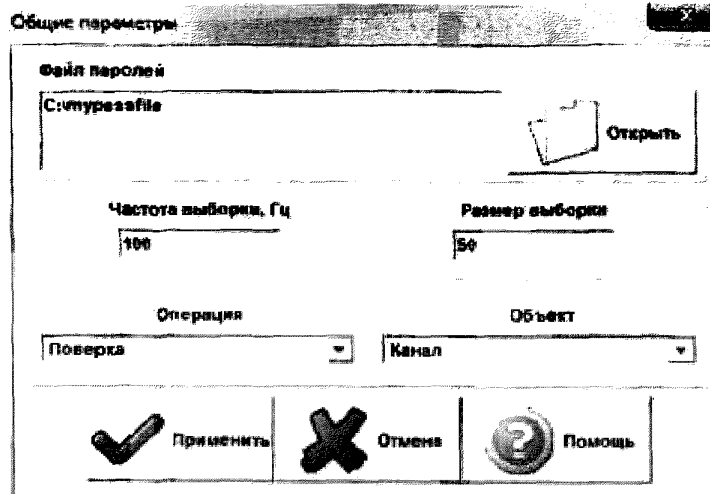 Общие параметры
Файл паролей
C:\mypassfile
Открыть
Частота выборки, Гц
Размер выборки
100
50
Операция
Объект
Поверка
Канал
Применить
Отмена
Помощь